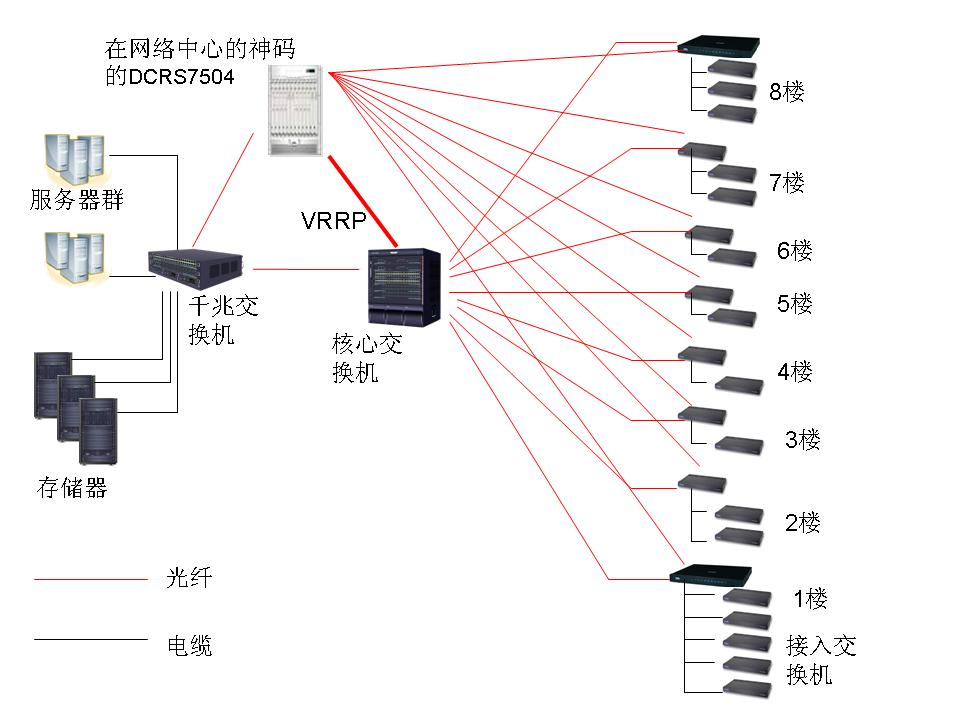 在网络中心的神码
的DCRS7504
服务器群
VRRP
千兆交
换机
核心交
换机
存储器
光纤
电缆
8楼
7楼
6楼
5楼
4楼
3楼
2楼
1楼
接入交
换机